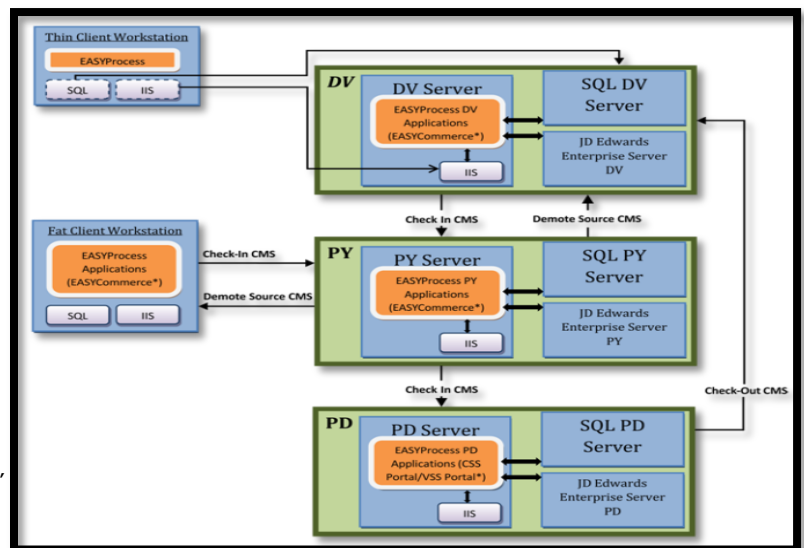 Thin Client Workstation
EASYProcess
SQL
IIS
DV
DV Server
EASYProcess DV
Applications
(EASYCommerce*)
IIS
SQL DV
Server
JD Edwards
Enterprise Server
DV
Check In CMS
Demote Source CMS
Fat Client Workstation
EASYProcess
Applications
(EASYCommerce*)
SQL
IIS
Check-In CMS
Demote Source CMS
PY
PY Server
EASYProcess PY
Applications
(EASYCommerce*)
IIS
SQL PY
Server
JD Edwards
Enterprise Server
PY
Check In CMS
Check-Out CMS
PD
PD Server
EASYProcess PD
Applications (CSS
Portal/VSS Portal*)
IIS
SQL PD
Server
JD Edwards
Enterprise Server
PD